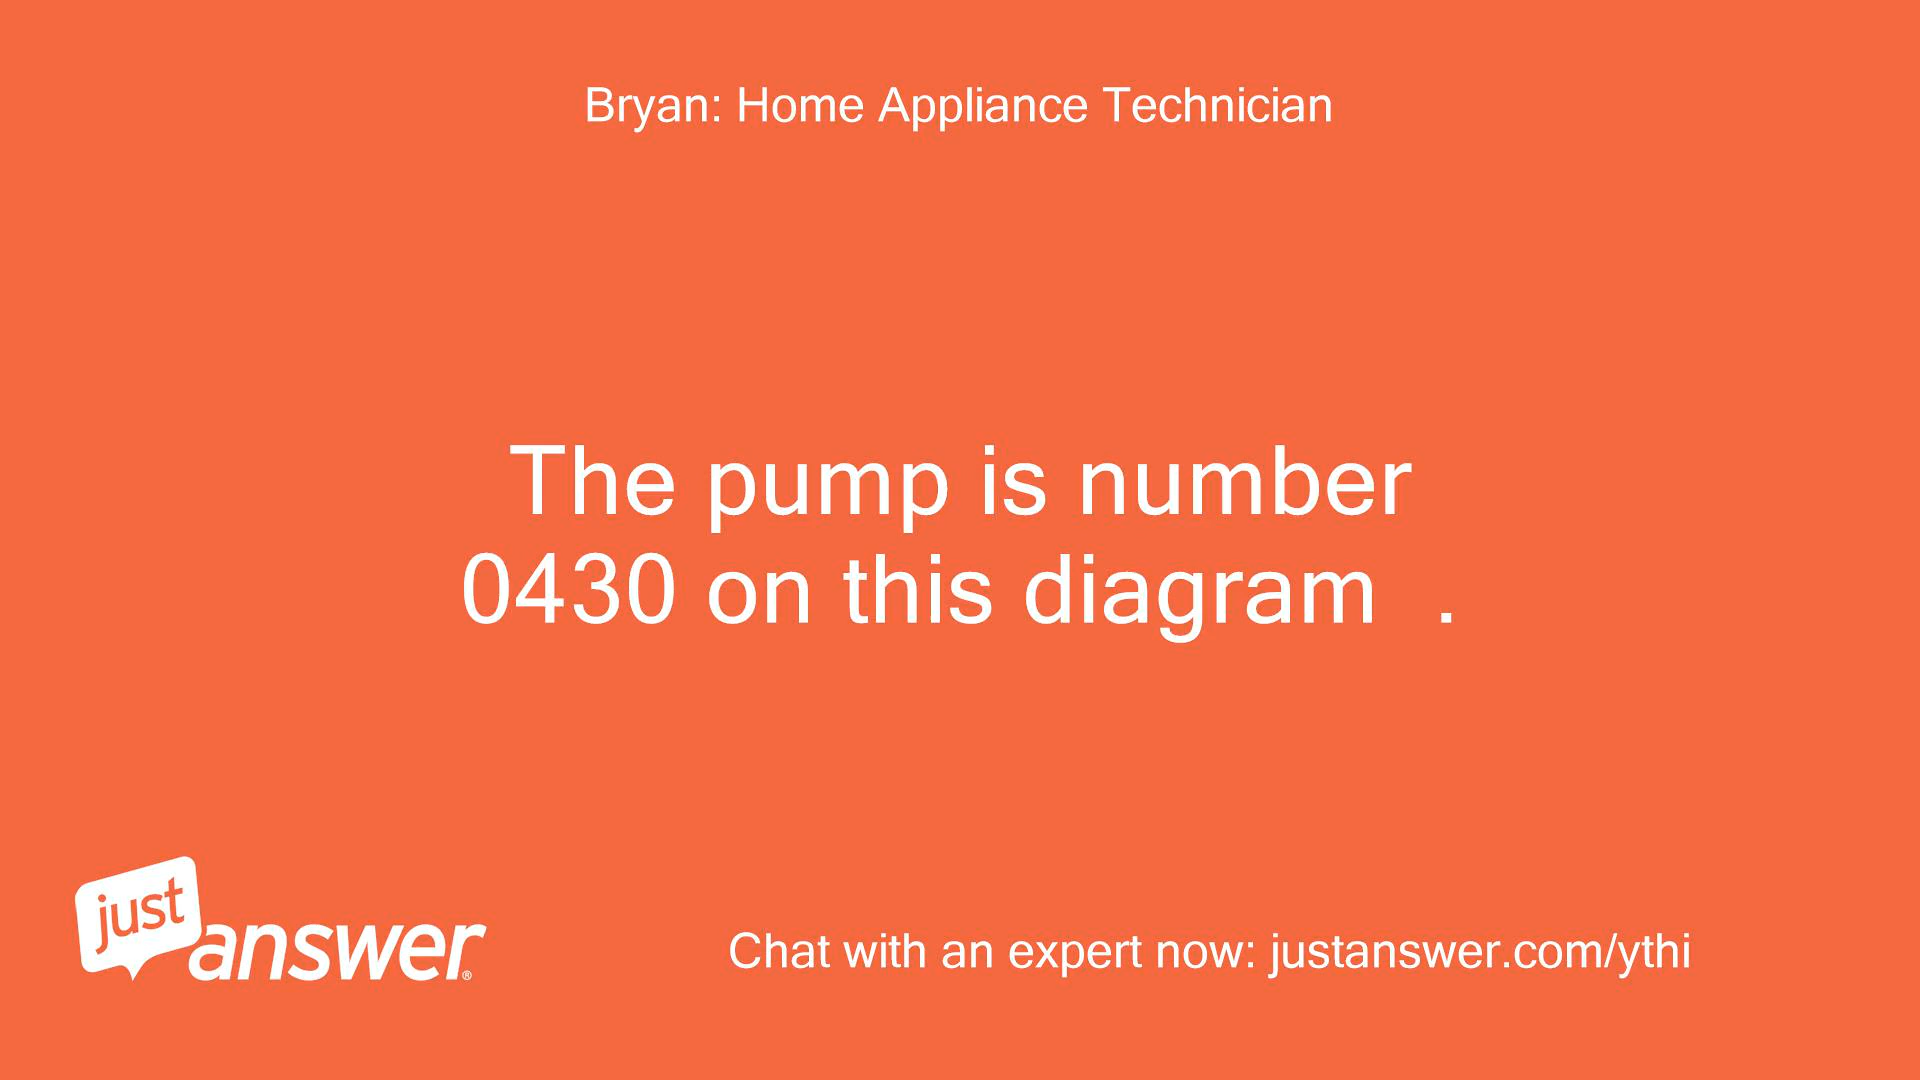 Bryan: Home Appliance Technician
The pump is number
0430 on this diagram  .
just
answer®
Chat with an expert now: justanswer.com/ythi